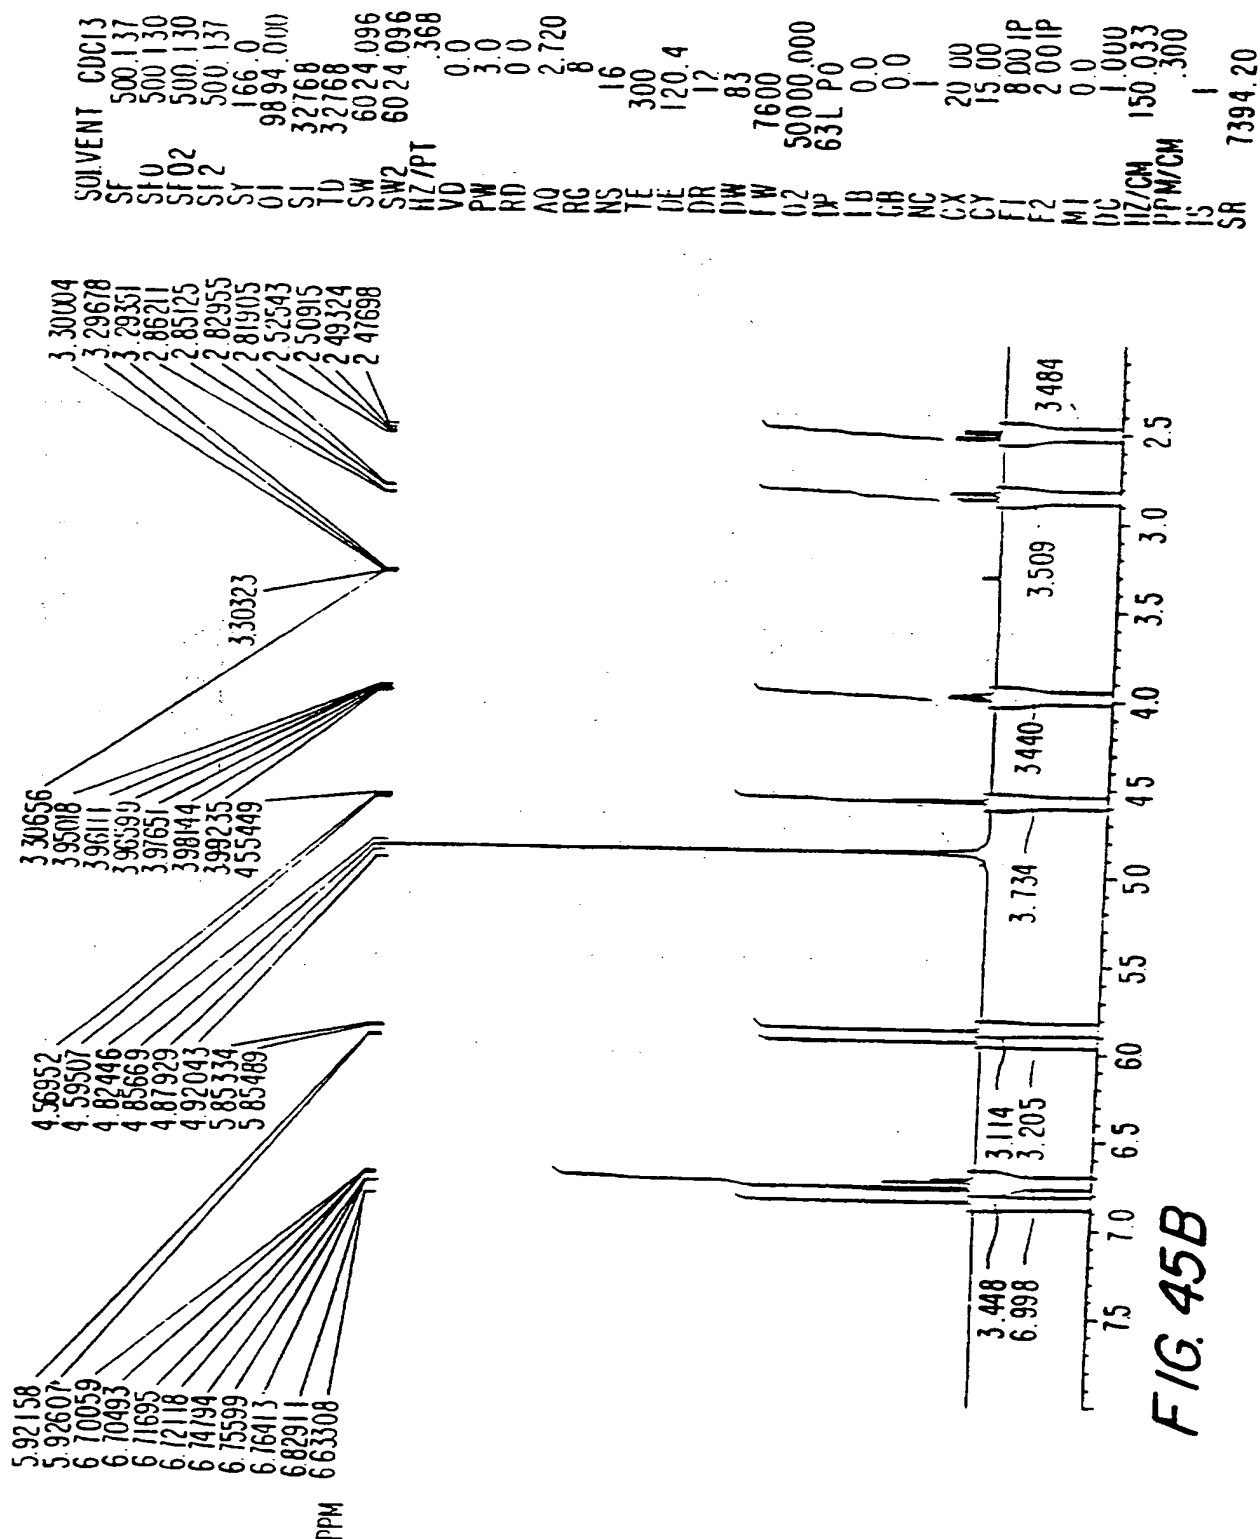 5.92158
5.92607
6.70059
6.70493
6.71695
6.72118
6.74794
6.75599
6.76413
6.82911
6.63308
PPM
4.56952
4.59507
4.82446
4.85669
4.87929
4.92043
5.85334
5.85489
3.30656
3.95018
3.96111
3.96599
3.97651
3.98144
3.99235
4.55449
3.30323
3.30004
3.29678
3.29351
2.86211
2.85125
2.82955
2.81905
2.52543
2.50915
2.49324
2.47698
SOLVENT CDC13
SF 500.137
SFO 500.130
SFO2 500.130
SF2 500.137
SY 166.0
O1 9894.000
SI 32768
TD 32768
SW 6024.096
SW2 6024.096
HZ/PT .368
VD 0.0
PW 3.0
RD 0.0
AQ 2.720
RG 8
NS 16
TE 300
DE 120.4
DR 12
DW 83
FW 7600
O2 50000.000
DP 63L P0
LB 0.0
GB 0.0
NC 1
CX 20.00
CY 15.00
F1 8.001P
F2 2.001P
MI 0.0
DC 1.000
HZ/CM 150.033
PPM/CM .300
IS 1
SR 7394.20
3.448
6.998
3.114
3.205
3.734
3440
3.509
3.484
7.5
7.0
6.5
6.0
5.5
5.0
4.5
4.0
3.5
3.0
2.5
FIG. 45B